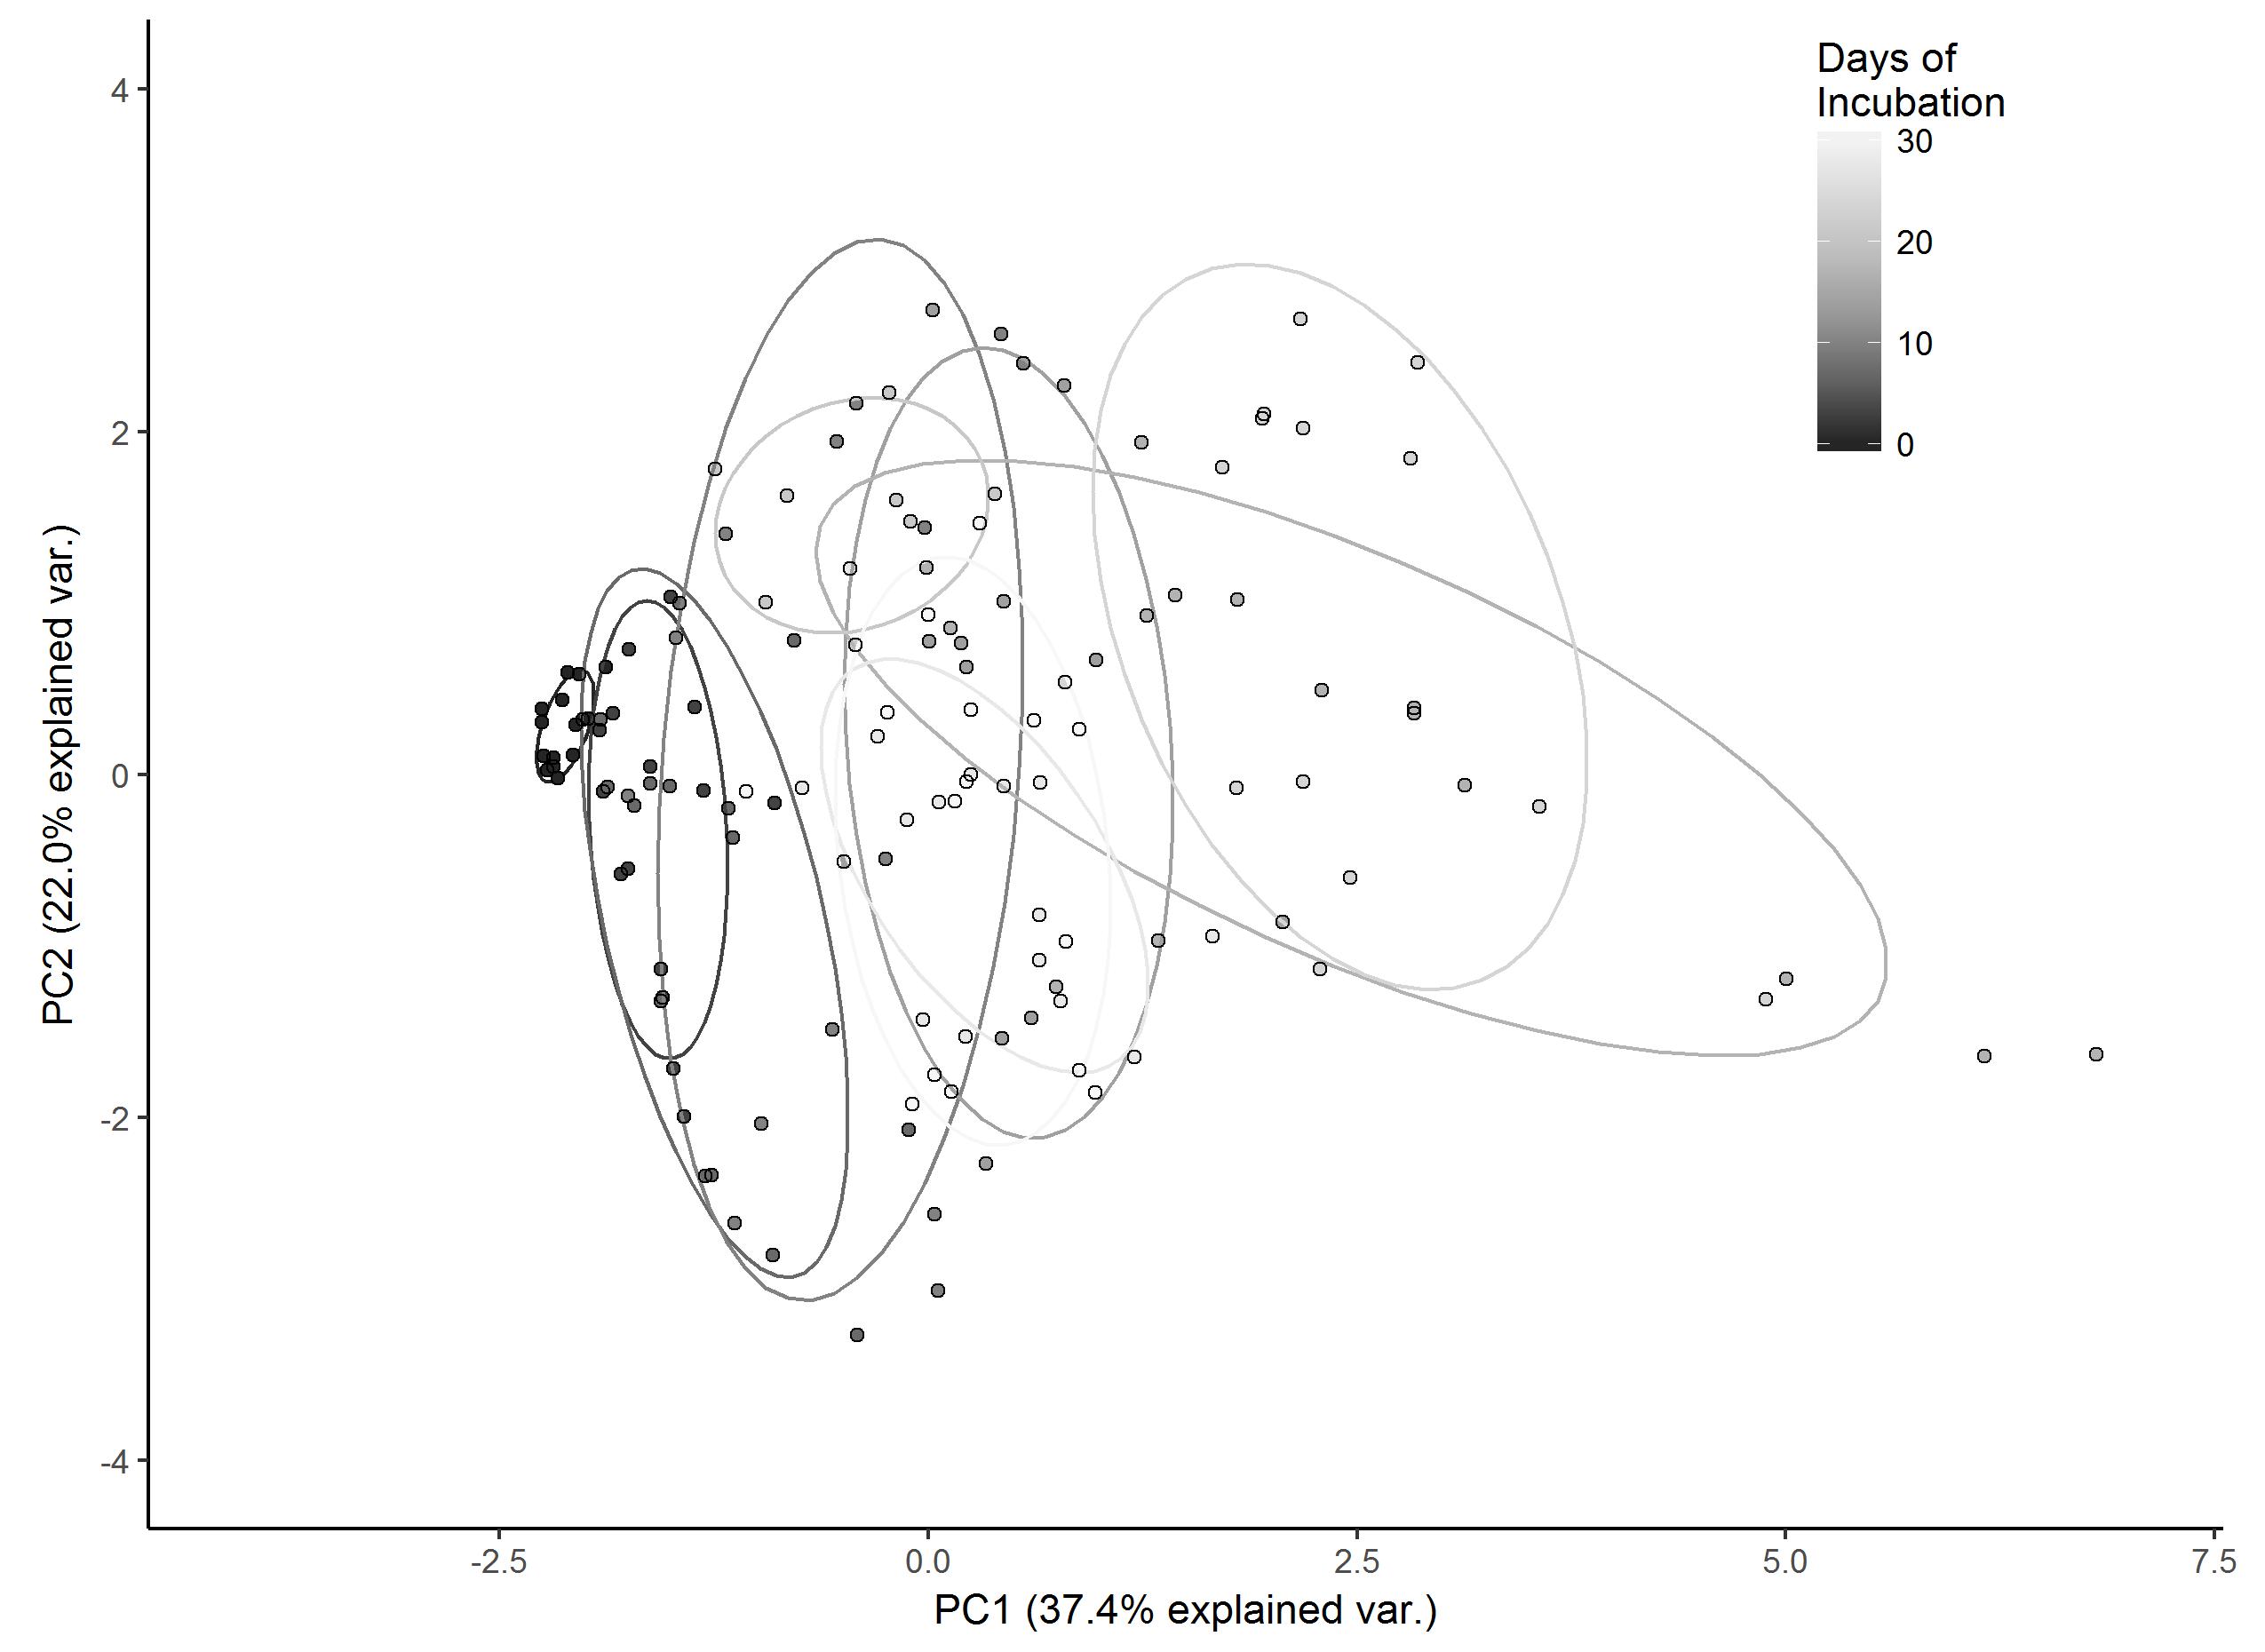 Days of
Incubation
30
20
10
0
4
2
0
-2
-4
PC2 (22.0% explained var.)
-2.5 0.0 2.5 5.0 7.5
PC1 (37.4% explained var.)